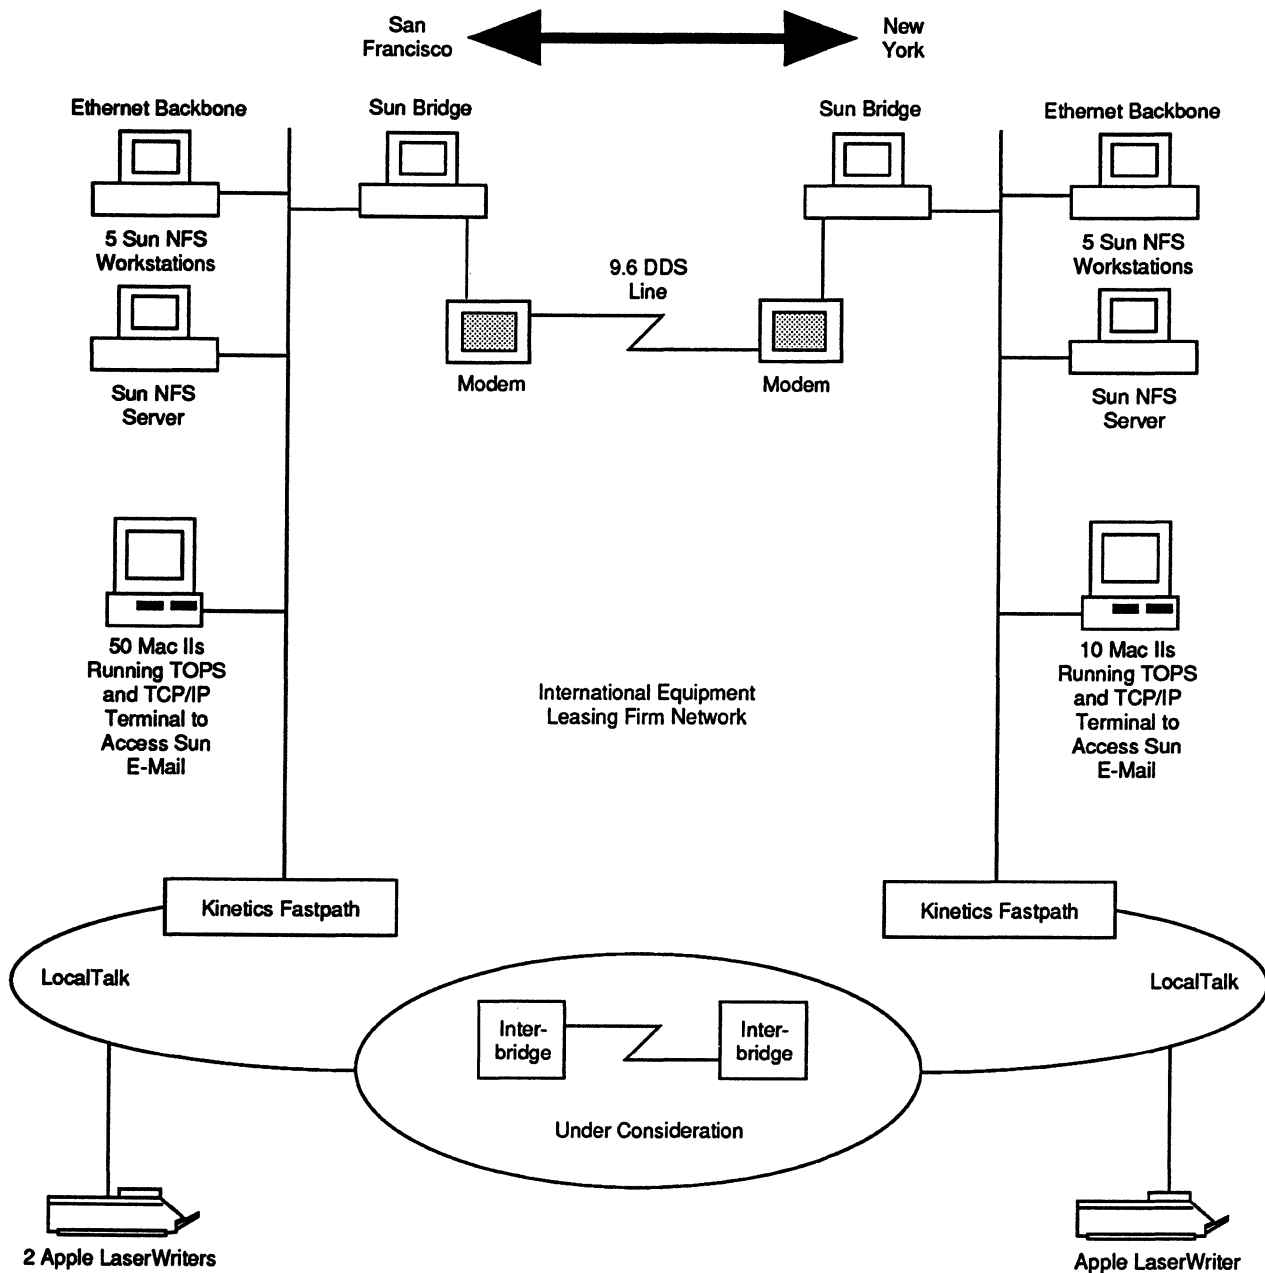 San
Francisco
New
York
Ethernet Backbone
Sun Bridge
Sun Bridge
Ethernet Backbone
5 Sun NFS
Workstations
9.6 DDS
Line
5 Sun NFS
Workstations
Modem
Modem
Sun NFS
Server
Sun NFS
Server
50 Mac IIs
Running TOPS
and TCP/IP
Terminal to
Access Sun
E-Mail
International Equipment
Leasing Firm Network
10 Mac IIs
Running TOPS
and TCP/IP
Terminal to
Access Sun
E-Mail
Kinetics Fastpath
Kinetics Fastpath
LocalTalk
LocalTalk
Inter-
bridge
Inter-
bridge
Under Consideration
2 Apple LaserWriters
Apple LaserWriter